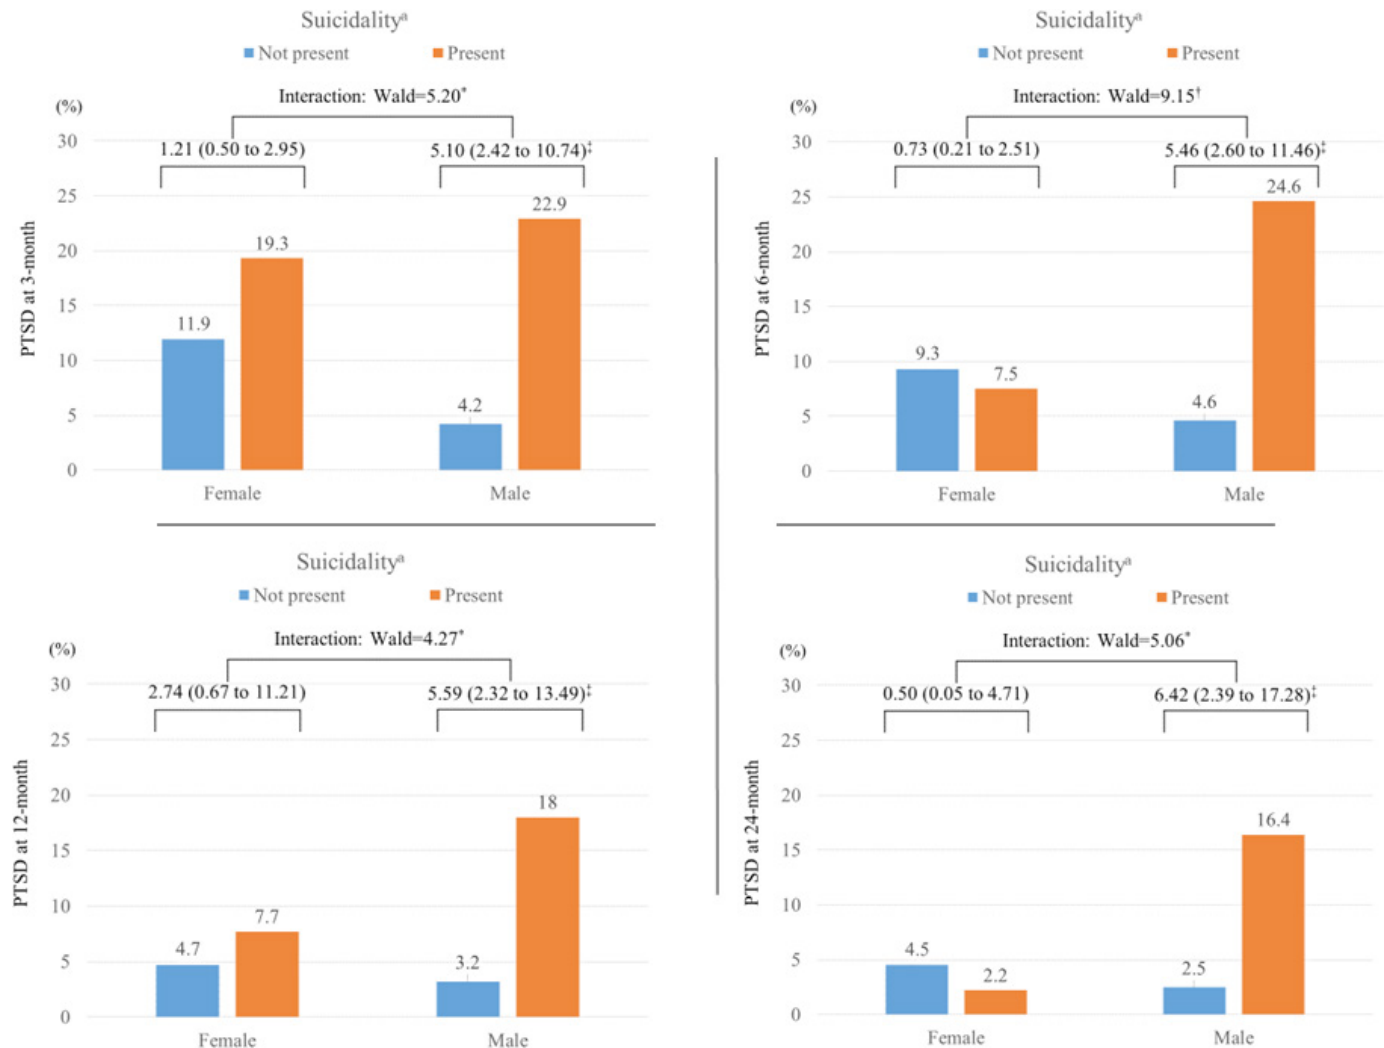 Suicidalityᵃ
Not present Present
Interaction: Wald=5.20*
(%)
30
1.21 (0.50 to 2.95) 5.10 (2.42 to 10.74)‡
25
22.9
20
19.3
15
11.9
10
5
4.2
0
Female Male
PTSD at 3-month
Suicidalityᵃ
Not present Present
Interaction: Wald=9.15†
(%)
30
0.73 (0.21 to 2.51) 5.46 (2.60 to 11.46)‡
25
24.6
20
15
10
9.3
7.5
5
4.6
0
Female Male
PTSD at 6-month
Suicidalityᵃ
Not present Present
Interaction: Wald=4.27*
(%)
30
2.74 (0.67 to 11.21) 5.59 (2.32 to 13.49)‡
25
20
18
15
10
7.7
5
4.7
3.2
0
Female Male
PTSD at 12-month
Suicidalityᵃ
Not present Present
Interaction: Wald=5.06*
(%)
30
0.50 (0.05 to 4.71) 6.42 (2.39 to 17.28)‡
25
20
16.4
15
10
5
4.5
2.2
2.5
0
Female Male
PTSD at 24-month